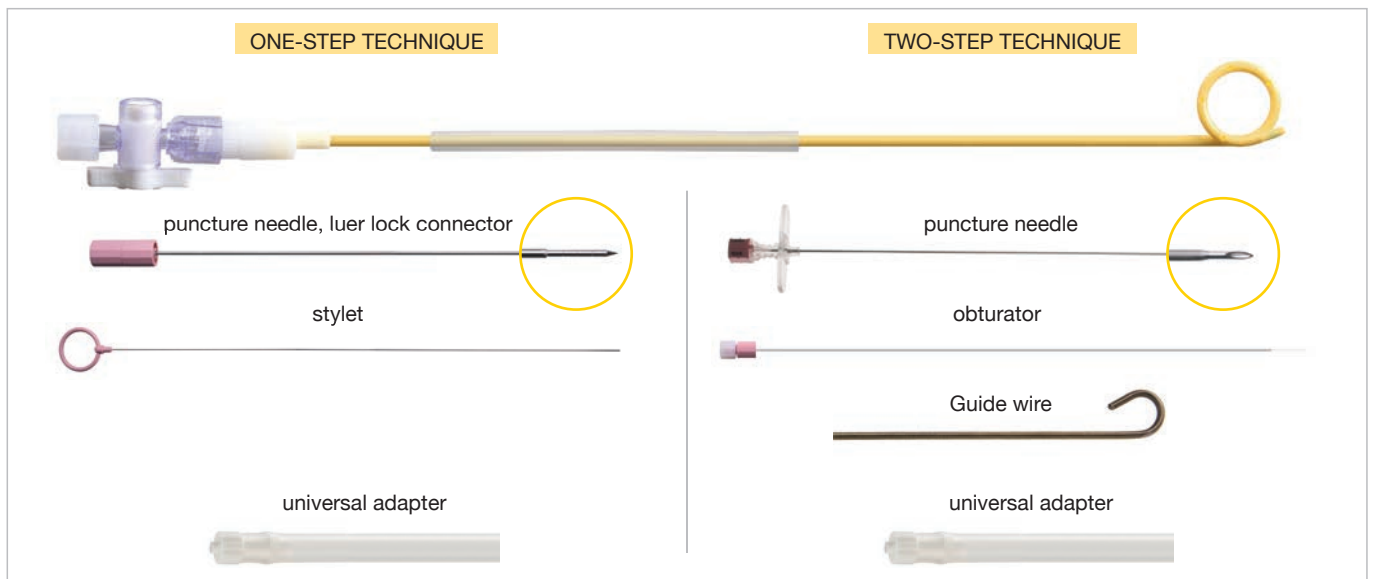 ONE-STEP TECHNIQUE
TWO-STEP TECHNIQUE
puncture needle, luer lock connector
puncture needle
stylet
obturator
Guide wire
universal adapter
universal adapter